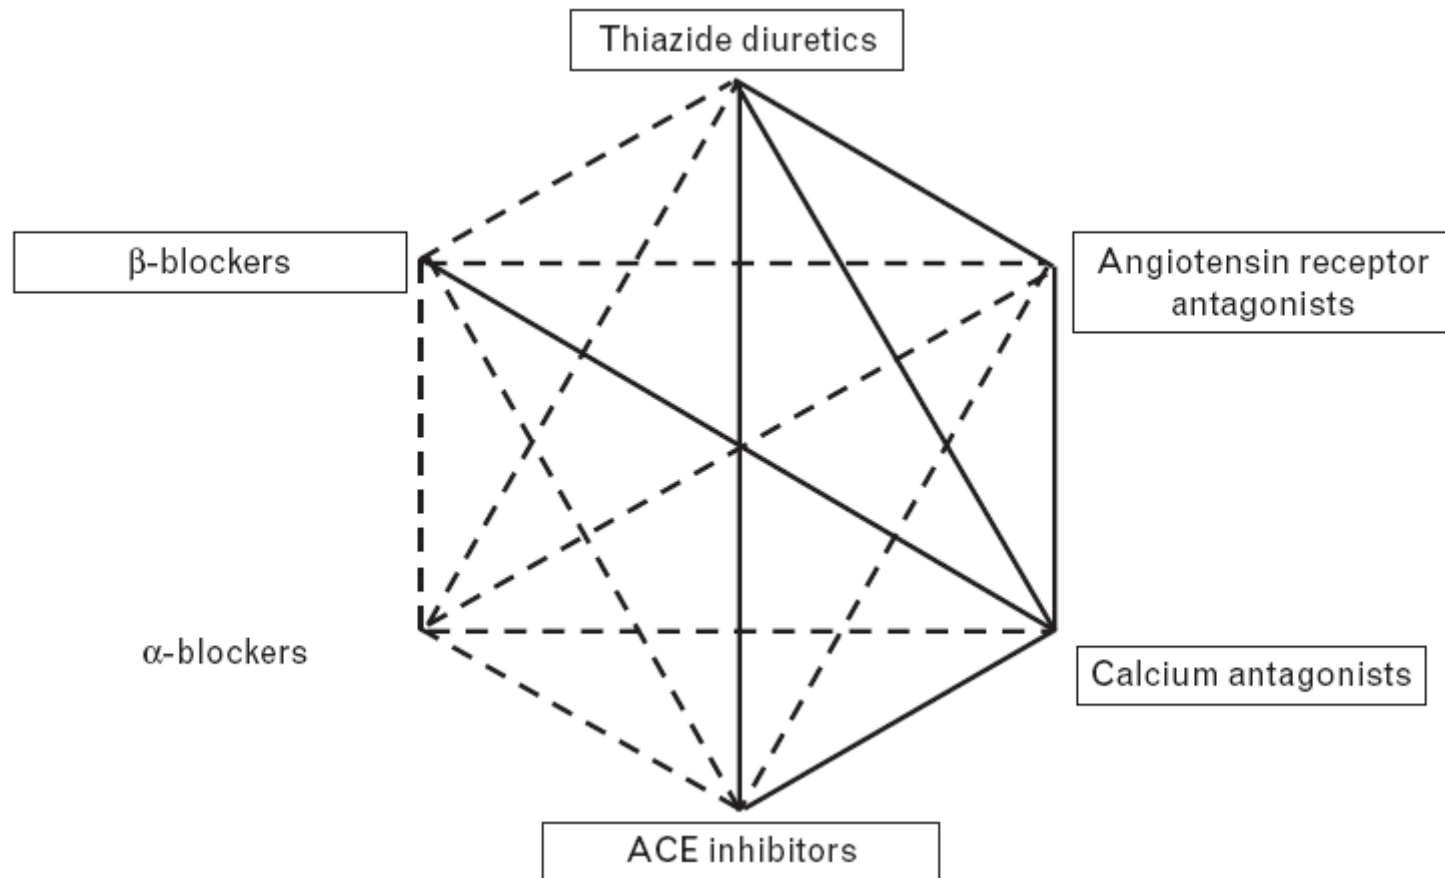 Thiazide diuretics
β-blockers
Angiotensin receptor
antagonists
α-blockers
Calcium antagonists
ACE inhibitors